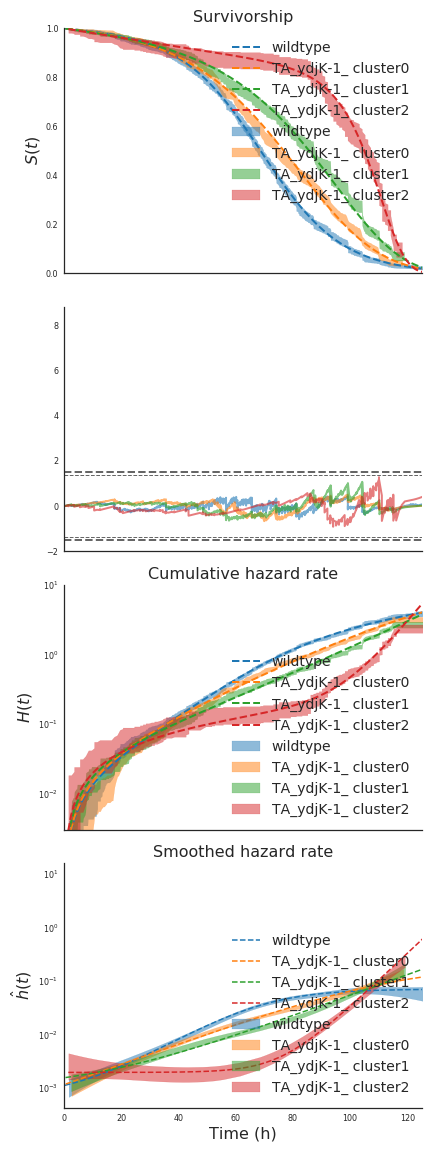 Survivorship
1.0
0.8
0.6
0.4
0.2
0.0
S(t)
wildtype
TA_ydjK-1_ cluster0
TA_ydjK-1_ cluster1
TA_ydjK-1_ cluster2
wildtype
TA_ydjK-1_ cluster0
TA_ydjK-1_ cluster1
TA_ydjK-1_ cluster2
8
6
4
2
0
−2
Cumulative hazard rate
10¹
10⁰
10⁻¹
10⁻²
H(t)
wildtype
TA_ydjK-1_ cluster0
TA_ydjK-1_ cluster1
TA_ydjK-1_ cluster2
wildtype
TA_ydjK-1_ cluster0
TA_ydjK-1_ cluster1
TA_ydjK-1_ cluster2
Smoothed hazard rate
10¹
10⁰
10⁻¹
10⁻²
10⁻³
ĥ(t)
wildtype
TA_ydjK-1_ cluster0
TA_ydjK-1_ cluster1
TA_ydjK-1_ cluster2
wildtype
TA_ydjK-1_ cluster0
TA_ydjK-1_ cluster1
TA_ydjK-1_ cluster2
0 20 40 60 80 100 120
Time (h)